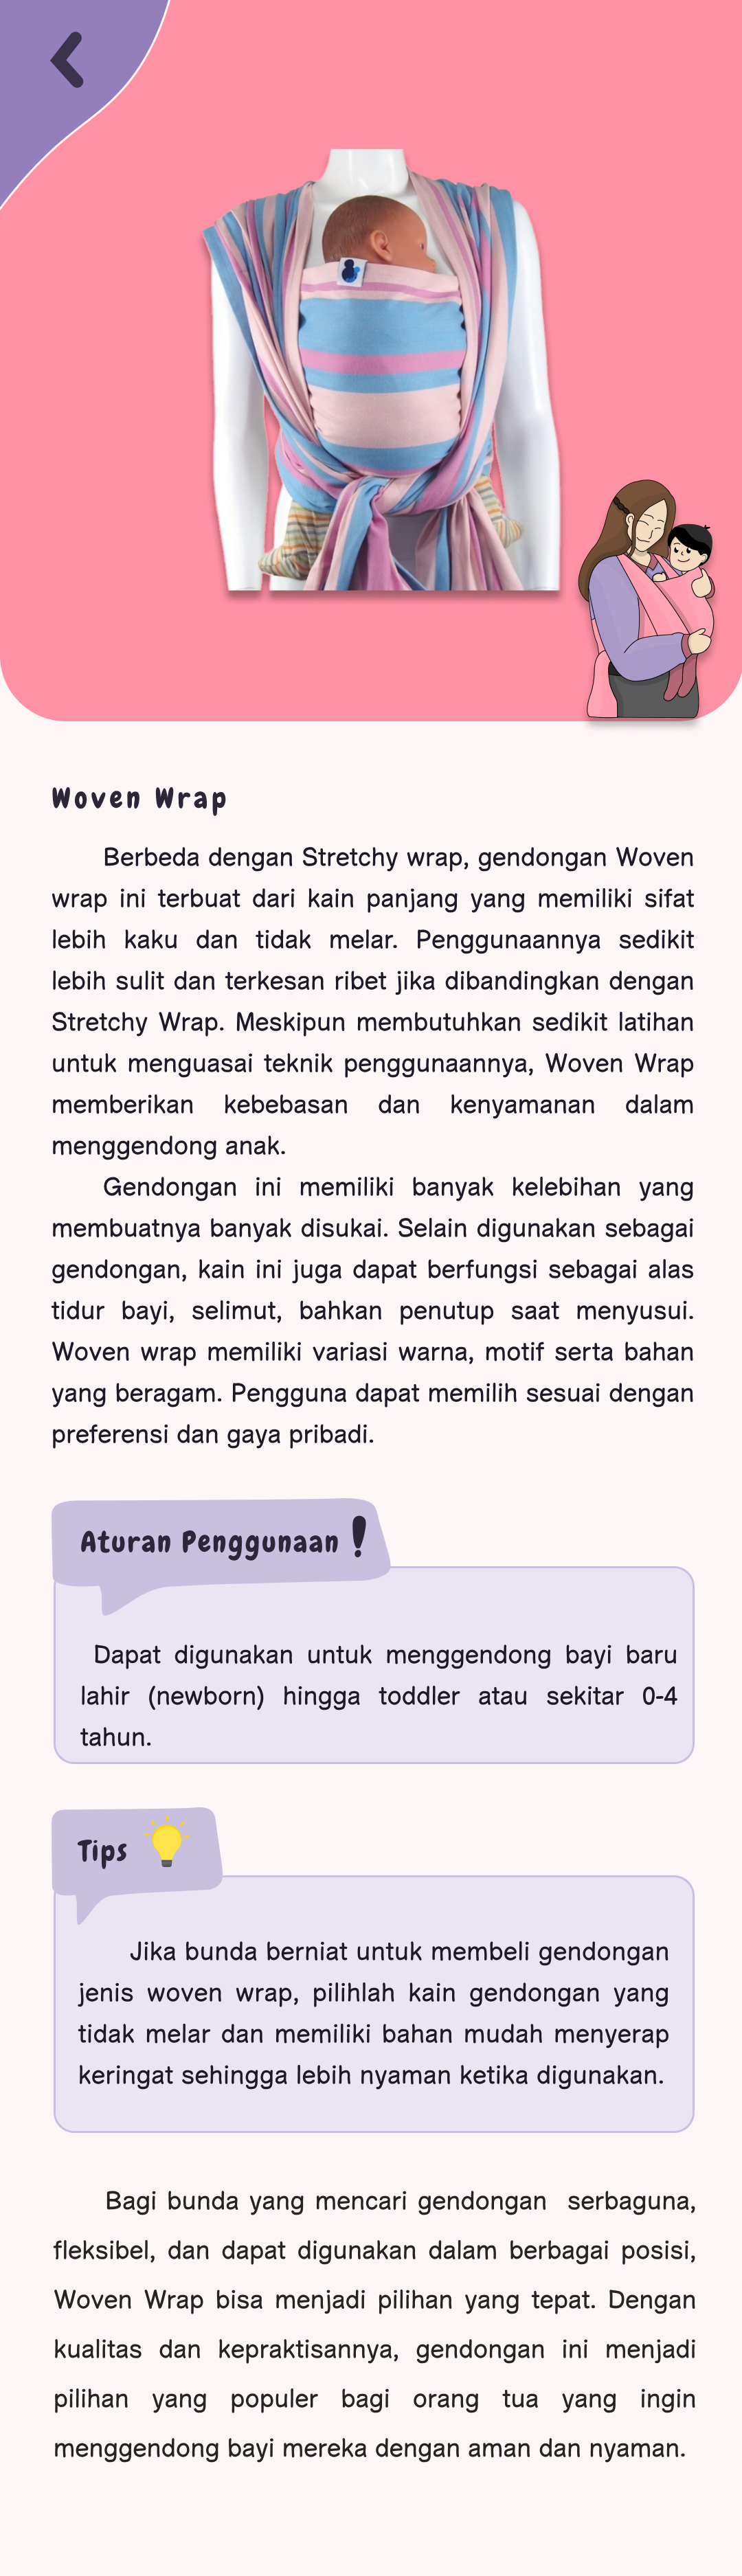 Woven Wrap
Berbeda dengan Stretchy wrap, gendongan Woven
wrap ini terbuat dari kain panjang yang memiliki sifat
lebih kaku dan tidak melar. Penggunaannya sedikit
lebih sulit dan terkesan ribet jika dibandingkan dengan
Stretchy Wrap. Meskipun membutuhkan sedikit latihan
untuk menguasai teknik penggunaannya, Woven Wrap
memberikan kebebasan dan kenyamanan dalam
menggendong anak.
Gendongan ini memiliki banyak kelebihan yang
membuatnya banyak disukai. Selain digunakan sebagai
gendongan, kain ini juga dapat berfungsi sebagai alas
tidur bayi, selimut, bahkan penutup saat menyusui.
Woven wrap memiliki variasi warna, motif serta bahan
yang beragam. Pengguna dapat memilih sesuai dengan
preferensi dan gaya pribadi.
Aturan Penggunaan !
Dapat digunakan untuk menggendong bayi baru
lahir (newborn) hingga toddler atau sekitar 0-4
tahun.
Tips
Jika bunda berniat untuk membeli gendongan
jenis woven wrap, pilihlah kain gendongan yang
tidak melar dan memiliki bahan mudah menyerap
keringat sehingga lebih nyaman ketika digunakan.
Bagi bunda yang mencari gendongan serbaguna,
fleksibel, dan dapat digunakan dalam berbagai posisi,
Woven Wrap bisa menjadi pilihan yang tepat. Dengan
kualitas dan kepraktisannya, gendongan ini menjadi
pilihan yang populer bagi orang tua yang ingin
menggendong bayi mereka dengan aman dan nyaman.